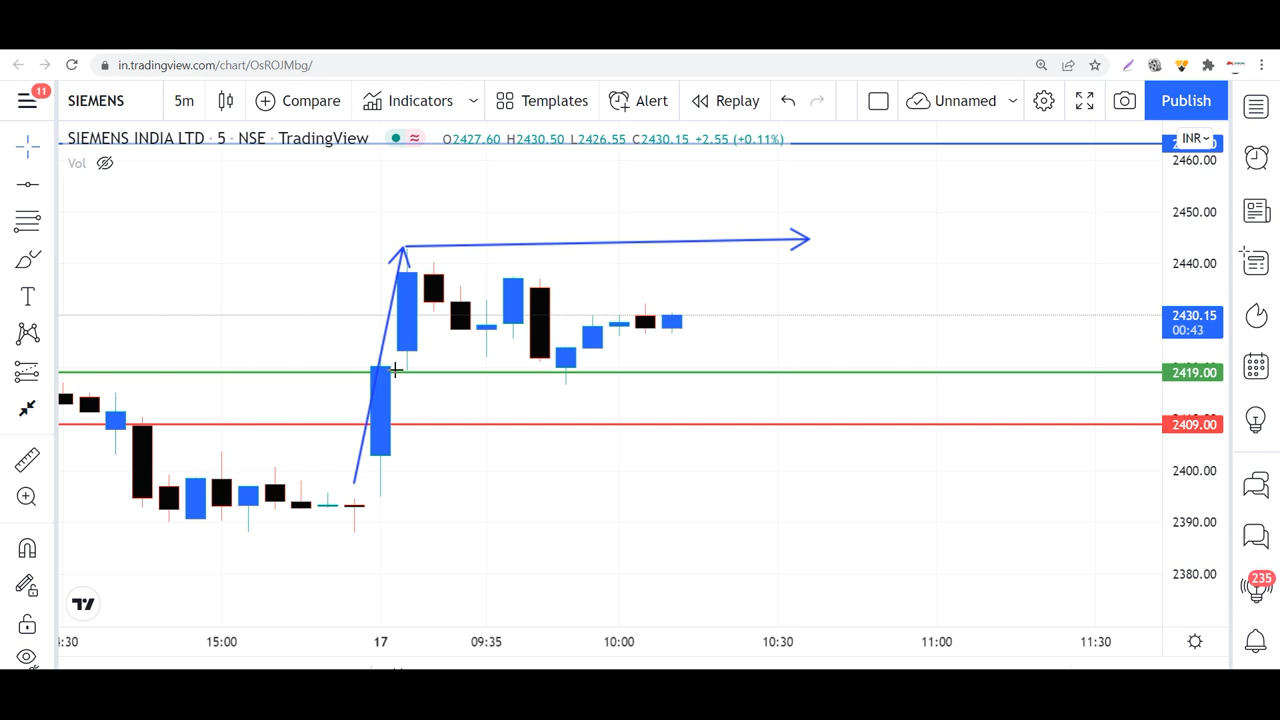 in.tradingview.com/chart/OsROJMbg/
11
SIEMENS 5m Compare Indicators Templates Alert Replay Unnamed Publish
SIEMENS INDIA LTD · 5 · NSE · TradingView O2427.60 H2430.50 L2426.55 C2430.15 +2.55 (+0.11%)
INR
Vol
2460.00
2450.00
2440.00
2430.15
00:43
2419.00
2409.00
2400.00
2390.00
2380.00
235
15:00 17 09:35 10:00 10:30 11:00 11:30